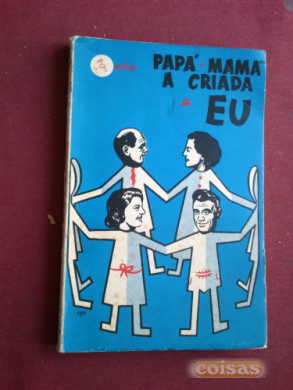 PAPÁ • MAMÃ
A CRIADA
e EU
coisas